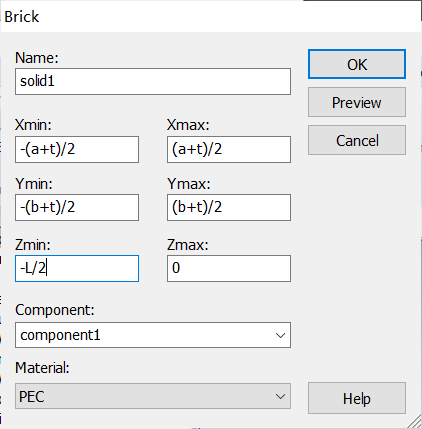 Brick
Name:
solid1
OK
Preview
Cancel
Xmin:
Xmax:
-(a+t)/2
(a+t)/2
Ymin:
Ymax:
-(b+t)/2
(b+t)/2
Zmin:
Zmax:
-L/2
0
Component:
component1
Material:
PEC
Help